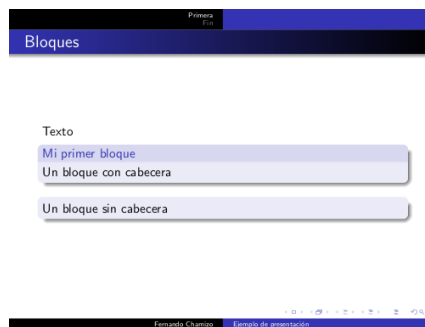 Primera
Fin
Bloques
Texto
Mi primer bloque
Un bloque con cabecera
Un bloque sin cabecera
Fernando Chamizo Ejemplo de presentación